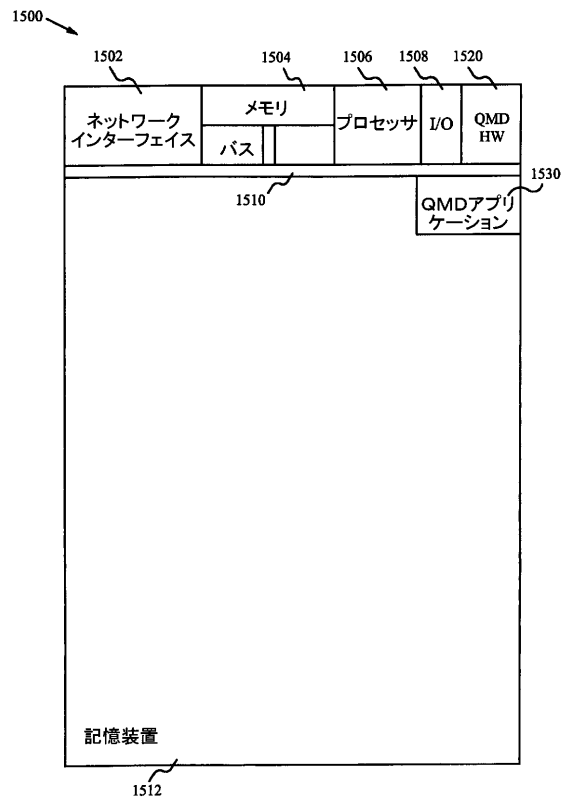 1500
1502
1504
1506
1508
1520
ネットワーク
インターフェイス
メモリ
バス
プロセッサ
I/O
QMD
HW
1510
1530
QMDアプリ
ケーション
記憶装置
1512